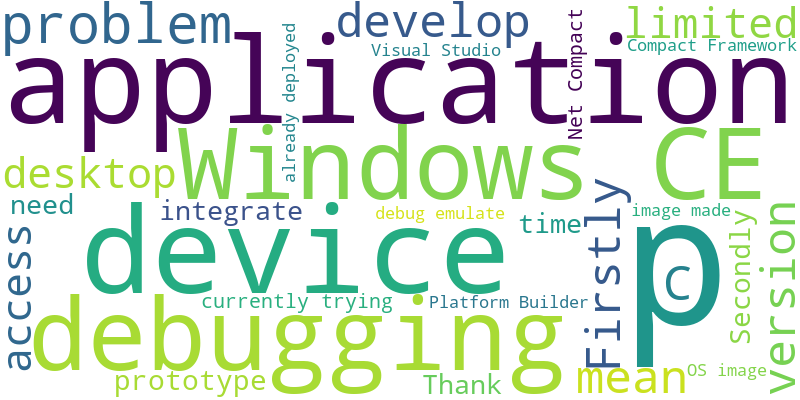 problem
develop
limited
Visual Studio
Compact Framework
application
already deployed
Net Compact
Windows CE
desktop
need
integrate
debug emulate
time
image made
device
p
C
Firstly
Secondly
version
access
currently trying
Platform Builder
debugging
prototype
Thank
mean
OS image